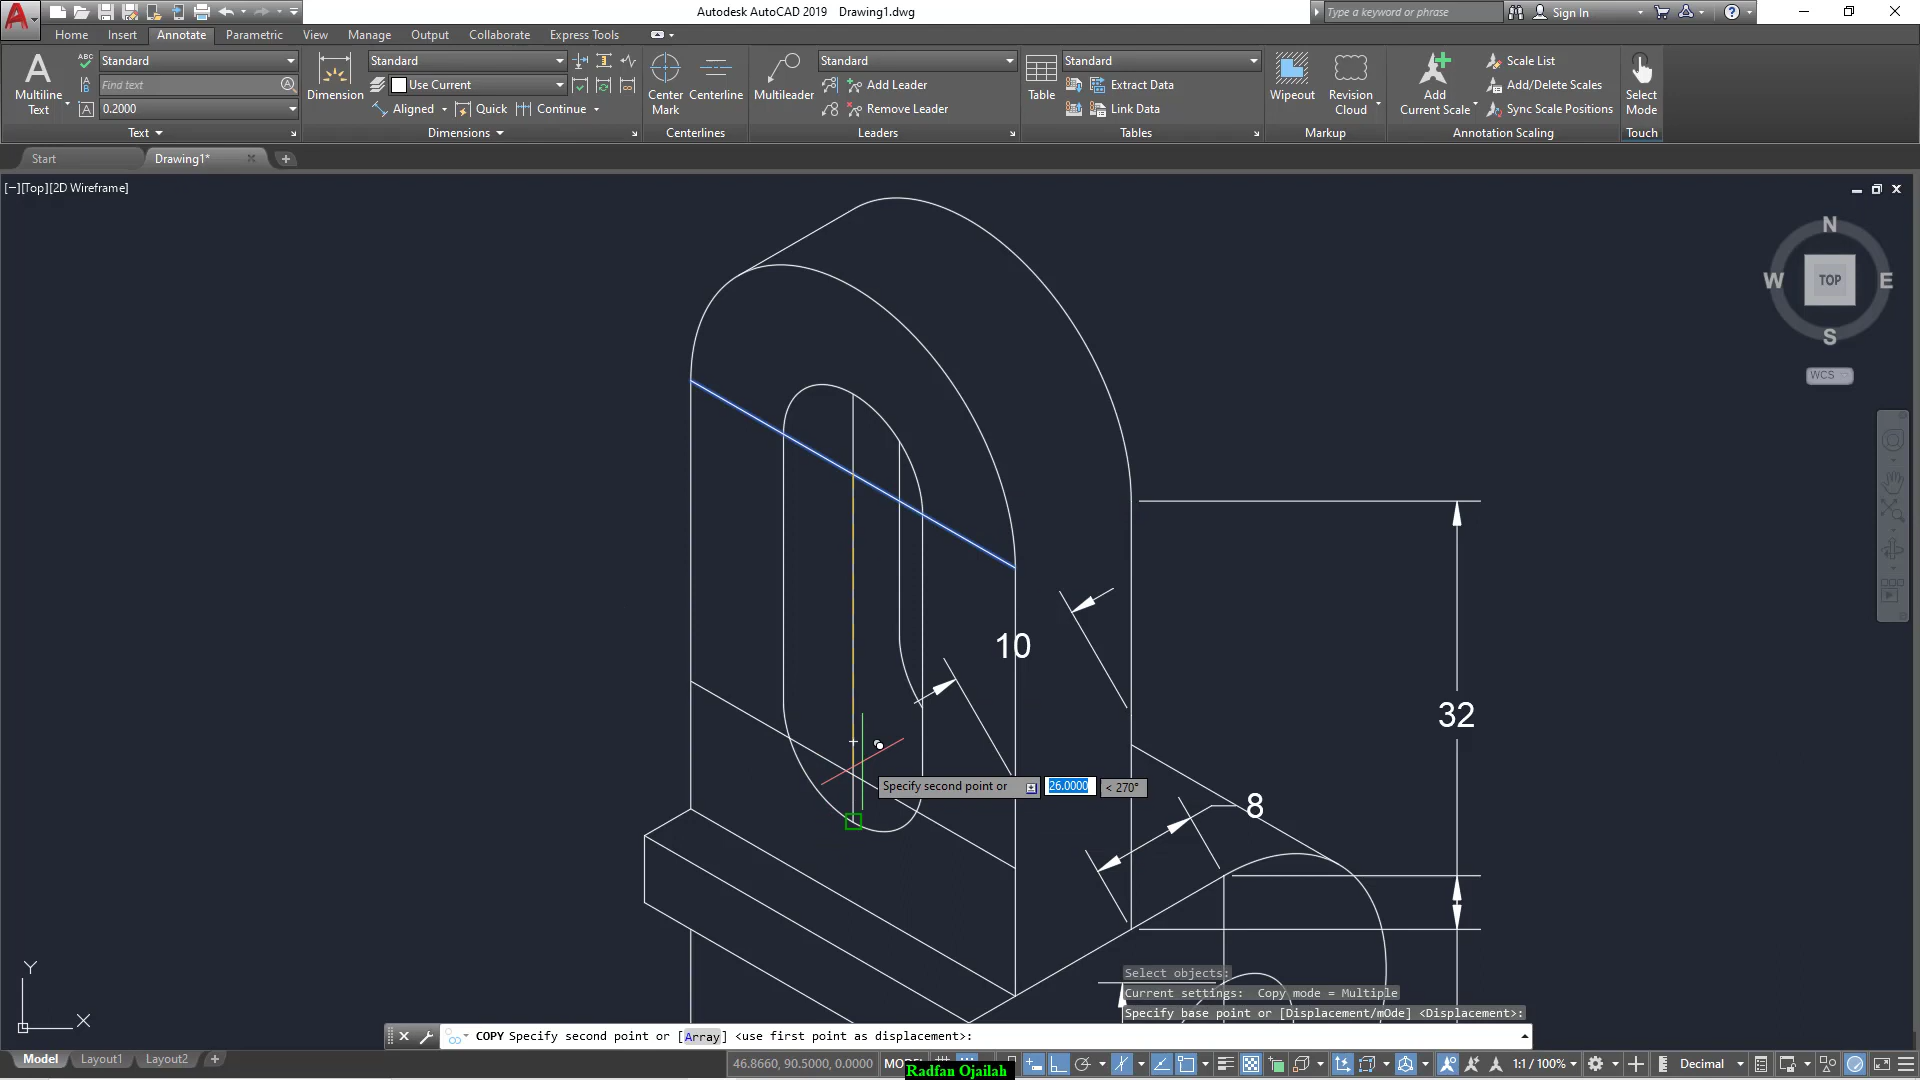 Autodesk AutoCAD 2019 Drawing1.dwg
Type a keyword or phrase
Sign In
Home Insert Annotate Parametric View Manage Output Collaborate Express Tools
Multiline Text
Standard
Find text
0.2000
Text
Dimension
Standard
Use Current
Aligned Quick Continue
Dimensions
Center Mark
Centerline
Centerlines
Multileader
Standard
Add Leader
Remove Leader
Leaders
Table
Standard
Extract Data
Link Data
Tables
Wipeout
Revision Cloud
Markup
Add Current Scale
Scale List
Add/Delete Scales
Sync Scale Positions
Annotation Scaling
Select Mode
Touch
Start Drawing1*
[−][Top][2D Wireframe]
N
W TOP E
S
WCS
10
32
8
Specify second point or 26.0000 < 270°
Y
X
Select objects:
Current settings: Copy mode = Multiple
Specify base point or [Displacement/mOde] <Displacement>:
COPY Specify second point or [Array] <use first point as displacement>:
Model Layout1 Layout2
46.8660, 90.5000, 0.0000
1:1 / 100%
Decimal
Radfan Ojailah